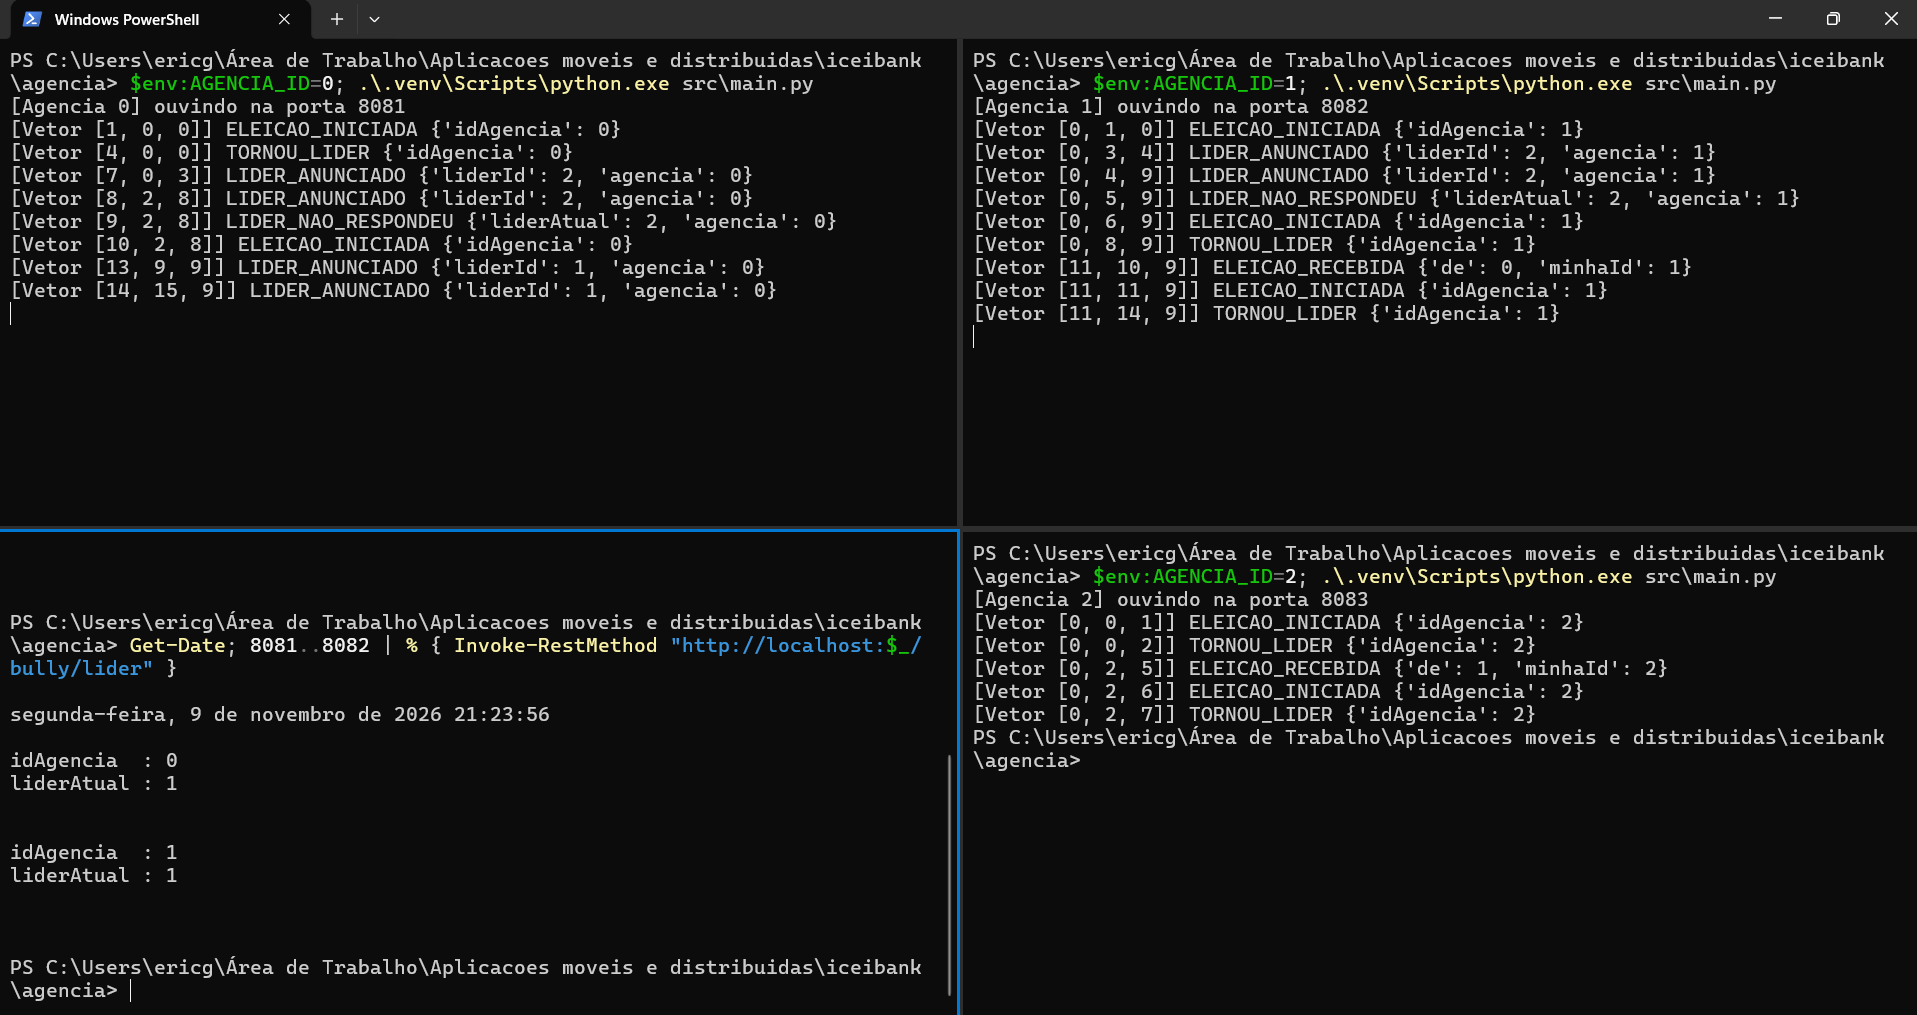 Windows PowerShell
PS C:\Users\ericg\Área de Trabalho\Aplicacoes moveis e distribuidas\iceibank
\agencia> $env:AGENCIA_ID=0; .\.venv\Scripts\python.exe src\main.py
[Agencia 0] ouvindo na porta 8081
[Vetor [1, 0, 0]] ELEICAO_INICIADA {'idAgencia': 0}
[Vetor [4, 0, 0]] TORNOU_LIDER {'idAgencia': 0}
[Vetor [7, 0, 3]] LIDER_ANUNCIADO {'liderId': 2, 'agencia': 0}
[Vetor [8, 2, 8]] LIDER_ANUNCIADO {'liderId': 2, 'agencia': 0}
[Vetor [9, 2, 8]] LIDER_NAO_RESPONDEU {'liderAtual': 2, 'agencia': 0}
[Vetor [10, 2, 8]] ELEICAO_INICIADA {'idAgencia': 0}
[Vetor [13, 9, 9]] LIDER_ANUNCIADO {'liderId': 1, 'agencia': 0}
[Vetor [14, 15, 9]] LIDER_ANUNCIADO {'liderId': 1, 'agencia': 0}
PS C:\Users\ericg\Área de Trabalho\Aplicacoes moveis e distribuidas\iceibank
\agencia> $env:AGENCIA_ID=1; .\.venv\Scripts\python.exe src\main.py
[Agencia 1] ouvindo na porta 8082
[Vetor [0, 1, 0]] ELEICAO_INICIADA {'idAgencia': 1}
[Vetor [0, 3, 4]] LIDER_ANUNCIADO {'liderId': 2, 'agencia': 1}
[Vetor [0, 4, 9]] LIDER_ANUNCIADO {'liderId': 2, 'agencia': 1}
[Vetor [0, 5, 9]] LIDER_NAO_RESPONDEU {'liderAtual': 2, 'agencia': 1}
[Vetor [0, 6, 9]] ELEICAO_INICIADA {'idAgencia': 1}
[Vetor [0, 8, 9]] TORNOU_LIDER {'idAgencia': 1}
[Vetor [11, 10, 9]] ELEICAO_RECEBIDA {'de': 0, 'minhaId': 1}
[Vetor [11, 11, 9]] ELEICAO_INICIADA {'idAgencia': 1}
[Vetor [11, 14, 9]] TORNOU_LIDER {'idAgencia': 1}
PS C:\Users\ericg\Área de Trabalho\Aplicacoes moveis e distribuidas\iceibank
\agencia> Get-Date; 8081..8082 | % { Invoke-RestMethod "http://localhost:$_/
bully/lider" }
segunda-feira, 9 de novembro de 2026 21:23:56
idAgencia  : 0
liderAtual : 1
idAgencia  : 1
liderAtual : 1
PS C:\Users\ericg\Área de Trabalho\Aplicacoes moveis e distribuidas\iceibank
\agencia>
PS C:\Users\ericg\Área de Trabalho\Aplicacoes moveis e distribuidas\iceibank
\agencia> $env:AGENCIA_ID=2; .\.venv\Scripts\python.exe src\main.py
[Agencia 2] ouvindo na porta 8083
[Vetor [0, 0, 1]] ELEICAO_INICIADA {'idAgencia': 2}
[Vetor [0, 0, 2]] TORNOU_LIDER {'idAgencia': 2}
[Vetor [0, 2, 5]] ELEICAO_RECEBIDA {'de': 1, 'minhaId': 2}
[Vetor [0, 2, 6]] ELEICAO_INICIADA {'idAgencia': 2}
[Vetor [0, 2, 7]] TORNOU_LIDER {'idAgencia': 2}
PS C:\Users\ericg\Área de Trabalho\Aplicacoes moveis e distribuidas\iceibank
\agencia>